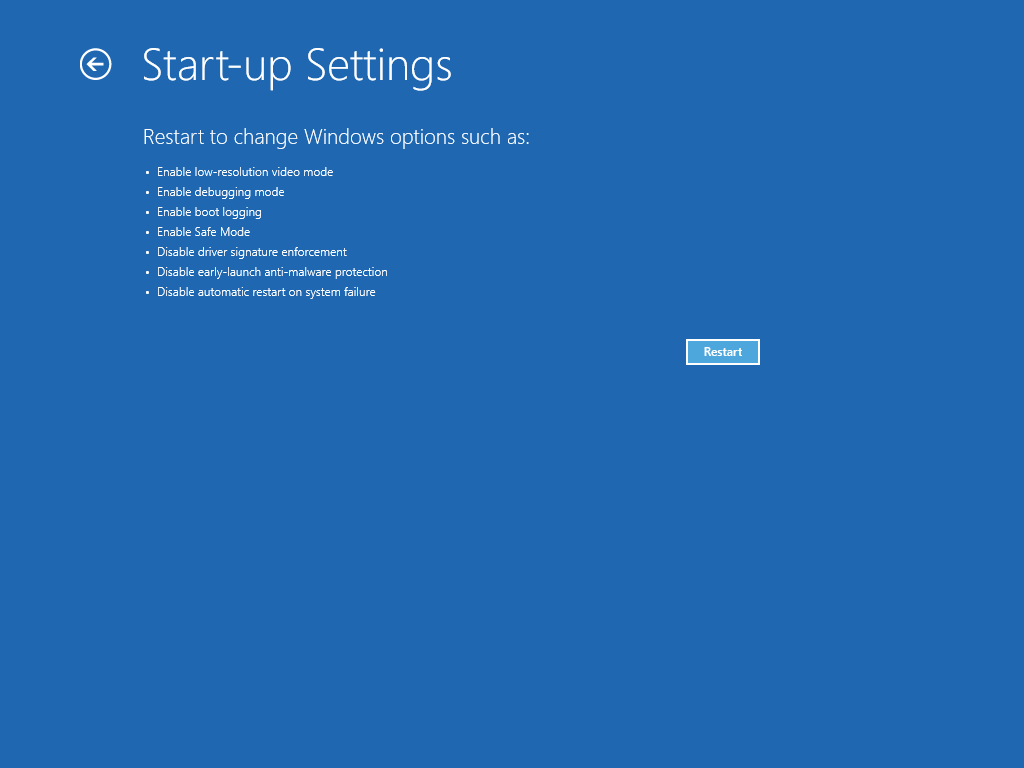 Start-up Settings
Restart to change Windows options such as:
• Enable low-resolution video mode
• Enable debugging mode
• Enable boot logging
• Enable Safe Mode
• Disable driver signature enforcement
• Disable early-launch anti-malware protection
• Disable automatic restart on system failure
Restart